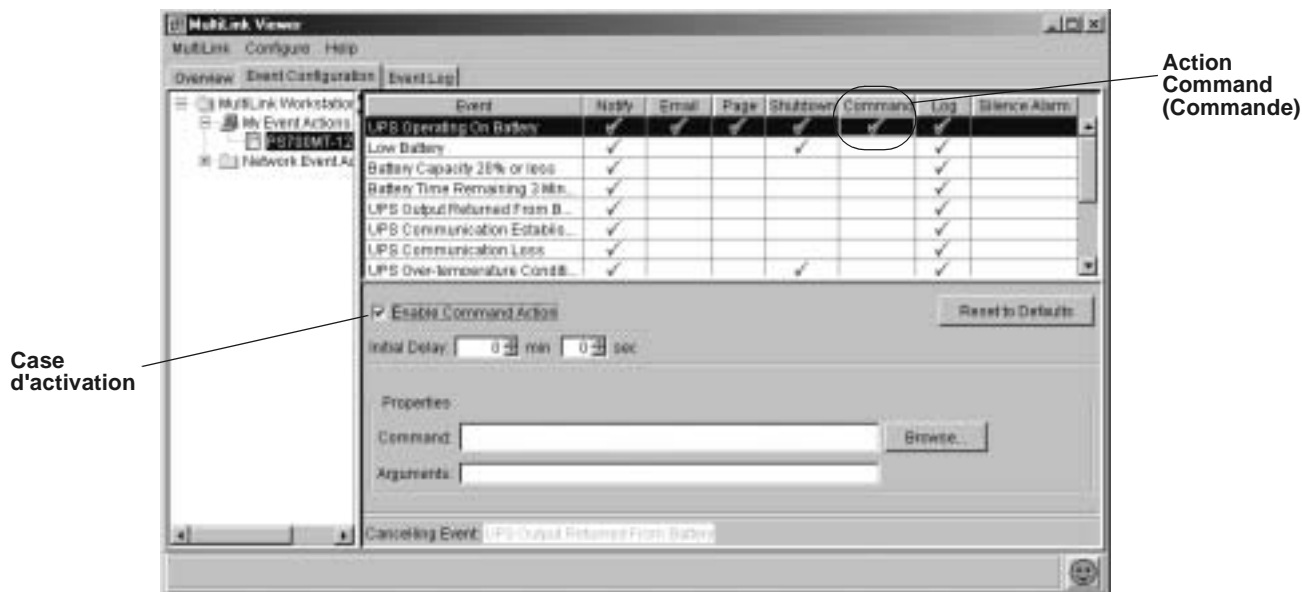 MultiLink Viewer
MultiLink Configure Help
Overview Event Configuration Event Log
MultiLink Workstation
My Event Actions
Network Event Ac
Event Notify Email Page Shutdown Command Log Silence Alarm
UPS Operating On Battery
Low Battery
Battery Capacity 20% or less
Battery Time Remaining 3 Min...
UPS Output Returned From B...
UPS Communication Establis...
UPS Communication Loss
UPS Over-temperature Conditi...
Action
Command
(Commande)
Enable Command Action
Reset to Defaults
Initial Delay: 0 min 0 sec
Case
d'activation
Properties
Command:
Browse...
Arguments:
Cancelling Event: UPS Output Returned From Battery